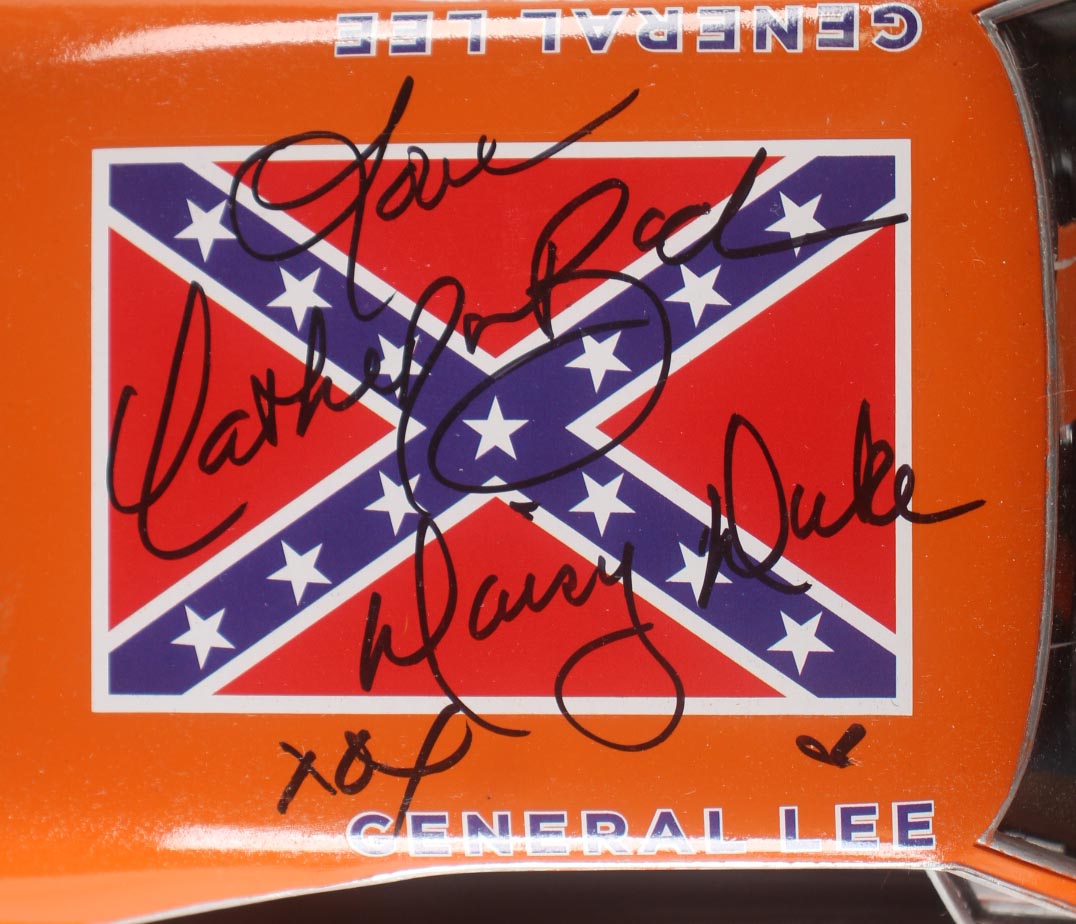 GENERAL LEE
Love
Catherine Bach
Daisy Duke
xo
GENERAL LEE